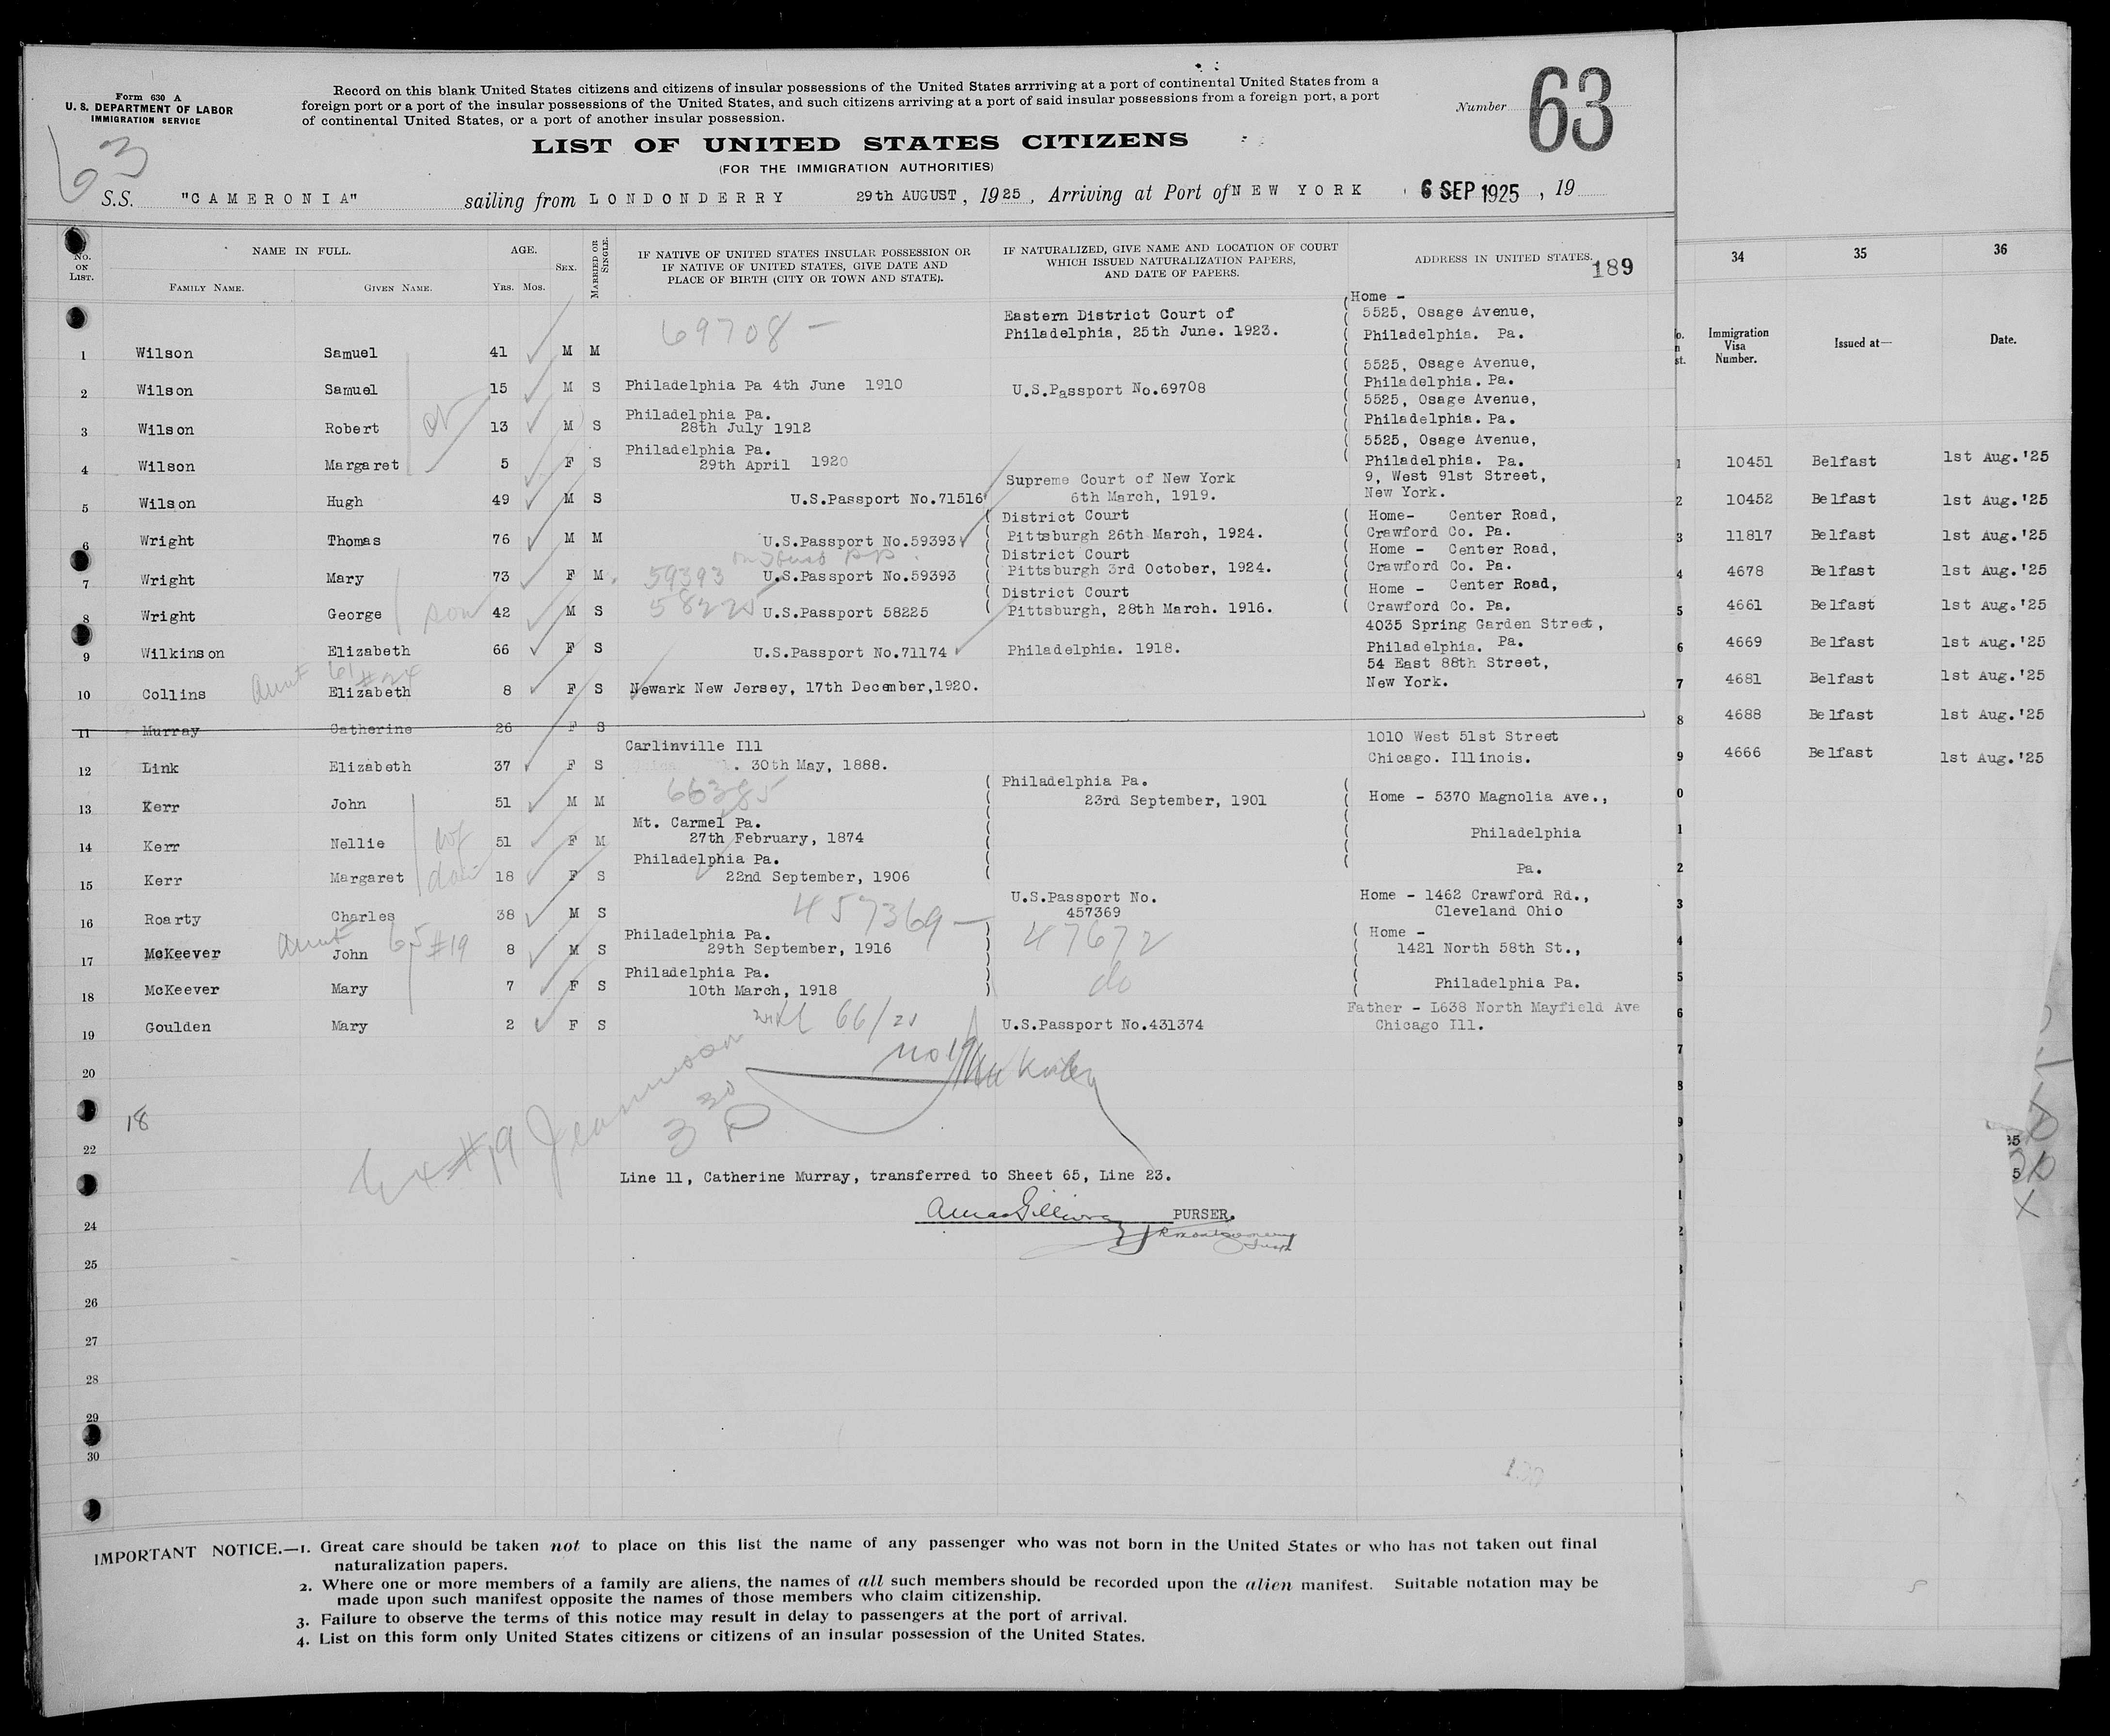 Form 630 A
U. S. DEPARTMENT OF LABOR
IMMIGRATION SERVICE
63
Record on this blank United States citizens and citizens of insular possessions of the United States arrriving at a port of continental United States from a
foreign port or a port of the insular possessions of the United States, and such citizens arriving at a port of said insular possessions from a foreign port, a port
of continental United States, or a port of another insular possession.
Number 63
LIST OF UNITED STATES CITIZENS
(FOR THE IMMIGRATION AUTHORITIES)
S.S. "CAMERONIA" sailing from LONDONDERRY 29th AUGUST, 1925, Arriving at Port of NEW YORK 6 SEP 1925, 19
No. ON LIST.
NAME IN FULL.
FAMILY NAME. GIVEN NAME.
AGE.
YRS. MOS.
SEX.
MARRIED OR SINGLE.
IF NATIVE OF UNITED STATES INSULAR POSSESSION OR
IF NATIVE OF UNITED STATES, GIVE DATE AND
PLACE OF BIRTH (CITY OR TOWN AND STATE).
IF NATURALIZED, GIVE NAME AND LOCATION OF COURT
WHICH ISSUED NATURALIZATION PAPERS,
AND DATE OF PAPERS.
ADDRESS IN UNITED STATES.
189
69708 —
Eastern District Court of
Philadelphia, 25th June. 1923.
Home -
5525, Osage Avenue,
Philadelphia. Pa.
1 Wilson Samuel 41 M M
2 Wilson Samuel 15 M S Philadelphia Pa 4th June 1910 U.S.Passport No.69708
5525, Osage Avenue,
Philadelphia. Pa.
3 Wilson Robert 13 M S Philadelphia Pa.
28th July 1912
5525, Osage Avenue,
Philadelphia. Pa.
4 Wilson Margaret 5 F S Philadelphia Pa.
29th April 1920
5525, Osage Avenue,
Philadelphia. Pa.
5 Wilson Hugh 49 M S U.S.Passport No.71516
Supreme Court of New York
6th March, 1919.
9, West 91st Street,
New York.
6 Wright Thomas 76 M M U.S.Passport No.59393
District Court
Pittsburgh 26th March, 1924.
Home- Center Road,
Crawford Co. Pa.
7 Wright Mary 73 F M 59393 U.S.Passport No.59393
District Court
Pittsburgh 3rd October, 1924.
Home - Center Road,
Crawford Co. Pa.
8 Wright George son 42 M S 58225 U.S.Passport 58225
District Court
Pittsburgh, 28th March. 1916.
Home - Center Road,
Crawford Co. Pa.
9 Wilkinson Elizabeth 66 F S U.S.Passport No.71174 Philadelphia. 1918.
4035 Spring Garden Street,
Philadelphia. Pa.
aunt 61 #24
10 Collins Elizabeth 8 F S Newark New Jersey, 17th December,1920.
54 East 88th Street,
New York.
11 Murray Catherine 26 F S
12 Link Elizabeth 37 F S Carlinville Ill
. 30th May, 1888.
1010 West 51st Street
Chicago. Illinois.
66385
13 Kerr John 51 M M
Philadelphia Pa.
23rd September, 1901
Home - 5370 Magnolia Ave.,
14 Kerr Nellie wf 51 F M Mt. Carmel Pa.
27th February, 1874
Philadelphia
15 Kerr Margaret dau 18 F S Philadelphia Pa.
22nd September, 1906
Pa.
16 Roarty Charles 38 M S 457369 —
U.S.Passport No.
457369
Home - 1462 Crawford Rd.,
Cleveland Ohio
aunt 65 #19
17 McKeever John 8 M S Philadelphia Pa.
29th September, 1916
47672
Home -
1421 North 58th St.,
18 McKeever Mary 7 F S Philadelphia Pa.
10th March, 1918
do
Philadelphia Pa.
19 Goulden Mary 2 F S U.S.Passport No.431374
Father - L638 North Mayfield Ave
Chicago Ill.
66/21
20
18
3 30 P
22
Line 11, Catherine Murray, transferred to Sheet 65, Line 23.
PURSER.
24
25
26
27
28
29
30
IMPORTANT NOTICE.—1. Great care should be taken not to place on this list the name of any passenger who was not born in the United States or who has not taken out final
naturalization papers.
2. Where one or more members of a family are aliens, the names of all such members should be recorded upon the alien manifest. Suitable notation may be
made upon such manifest opposite the names of those members who claim citizenship.
3. Failure to observe the terms of this notice may result in delay to passengers at the port of arrival.
4. List on this form only United States citizens or citizens of an insular possession of the United States.
34 35 36
Immigration Visa Number. Issued at— Date.
1 10451 Belfast 1st Aug.'25
2 10452 Belfast 1st Aug.'25
3 11817 Belfast 1st Aug.'25
4 4678 Belfast 1st Aug.'25
5 4661 Belfast 1st Aug.'25
6 4669 Belfast 1st Aug.'25
7 4681 Belfast 1st Aug.'25
8 4688 Belfast 1st Aug.'25
9 4666 Belfast 1st Aug.'25